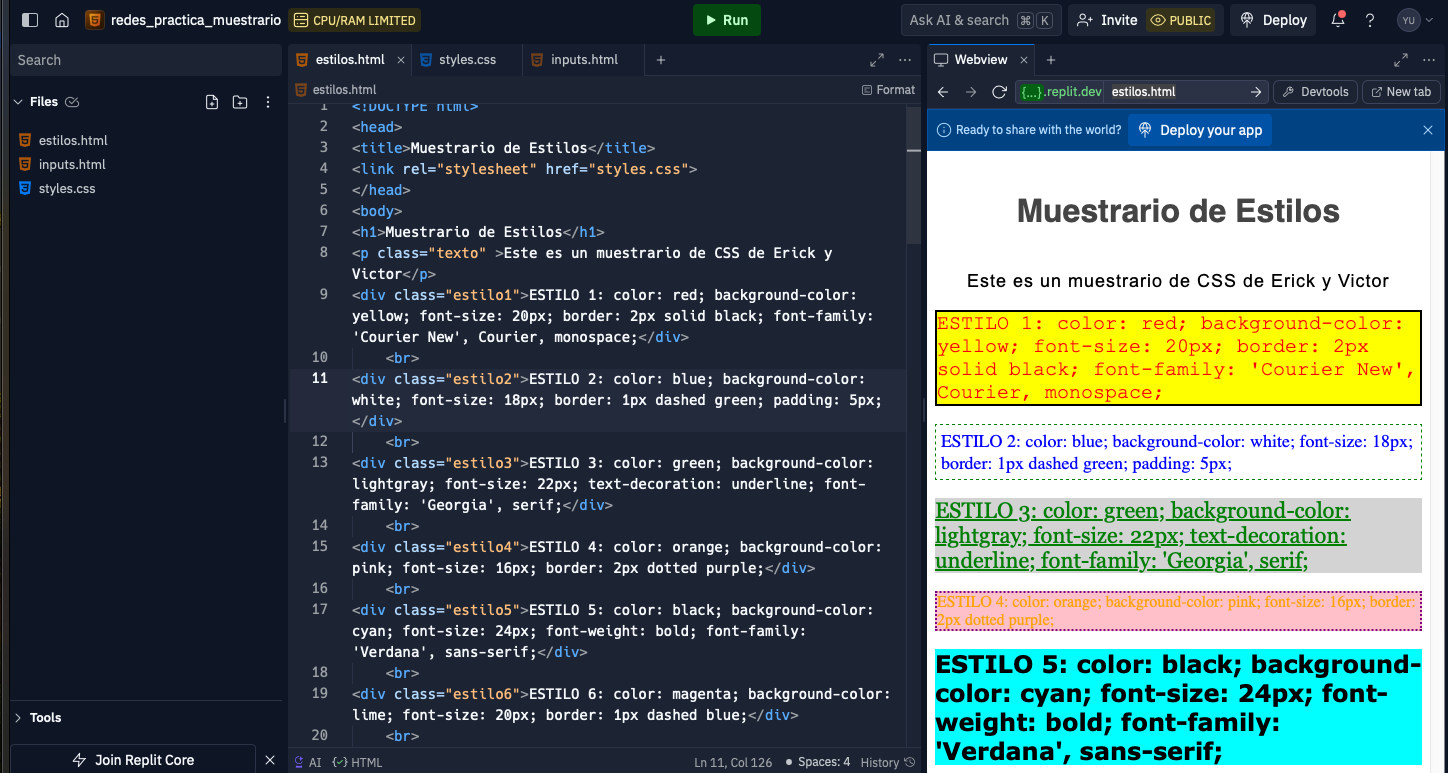 redes_practica_muestrario
CPU/RAM LIMITED
Run
Ask AI & search ⌘ K
Invite
PUBLIC
Deploy
YU
Search
Files
estilos.html
inputs.html
styles.css
Tools
Join Replit Core
estilos.html
styles.css
inputs.html
estilos.html
Format
1 <!DOCTYPE html>
2 <head>
3 <title>Muestrario de Estilos</title>
4 <link rel="stylesheet" href="styles.css">
5 </head>
6 <body>
7 <h1>Muestrario de Estilos</h1>
8 <p class="texto" >Este es un muestrario de CSS de Erick y
Victor</p>
9 <div class="estilo1">ESTILO 1: color: red; background-color:
yellow; font-size: 20px; border: 2px solid black; font-family:
'Courier New', Courier, monospace;</div>
10 <br>
11 <div class="estilo2">ESTILO 2: color: blue; background-color:
white; font-size: 18px; border: 1px dashed green; padding: 5px;
</div>
12 <br>
13 <div class="estilo3">ESTILO 3: color: green; background-color:
lightgray; font-size: 22px; text-decoration: underline; font-
family: 'Georgia', serif;</div>
14 <br>
15 <div class="estilo4">ESTILO 4: color: orange; background-color:
pink; font-size: 16px; border: 2px dotted purple;</div>
16 <br>
17 <div class="estilo5">ESTILO 5: color: black; background-color:
cyan; font-size: 24px; font-weight: bold; font-family:
'Verdana', sans-serif;</div>
18 <br>
19 <div class="estilo6">ESTILO 6: color: magenta; background-color:
lime; font-size: 20px; border: 1px dashed blue;</div>
20 <br>
AI
HTML
Ln 11, Col 126
Spaces: 4
History
Webview
{...}.replit.dev
estilos.html
Devtools
New tab
Ready to share with the world?
Deploy your app
Muestrario de Estilos
Este es un muestrario de CSS de Erick y Victor
ESTILO 1: color: red; background-color:
yellow; font-size: 20px; border: 2px
solid black; font-family: 'Courier New',
Courier, monospace;
ESTILO 2: color: blue; background-color: white; font-size: 18px;
border: 1px dashed green; padding: 5px;
ESTILO 3: color: green; background-color:
lightgray; font-size: 22px; text-decoration:
underline; font-family: 'Georgia', serif;
ESTILO 4: color: orange; background-color: pink; font-size: 16px; border:
2px dotted purple;
ESTILO 5: color: black; background-
color: cyan; font-size: 24px; font-
weight: bold; font-family:
'Verdana', sans-serif;